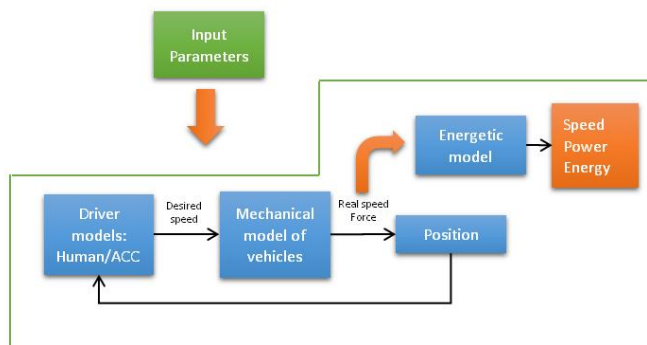 Input
Parameters
Energetic
model
Speed
Power
Energy
Driver
models:
Human/ACC
Desired
speed
Mechanical
model of
vehicles
Real speed
Force
Position